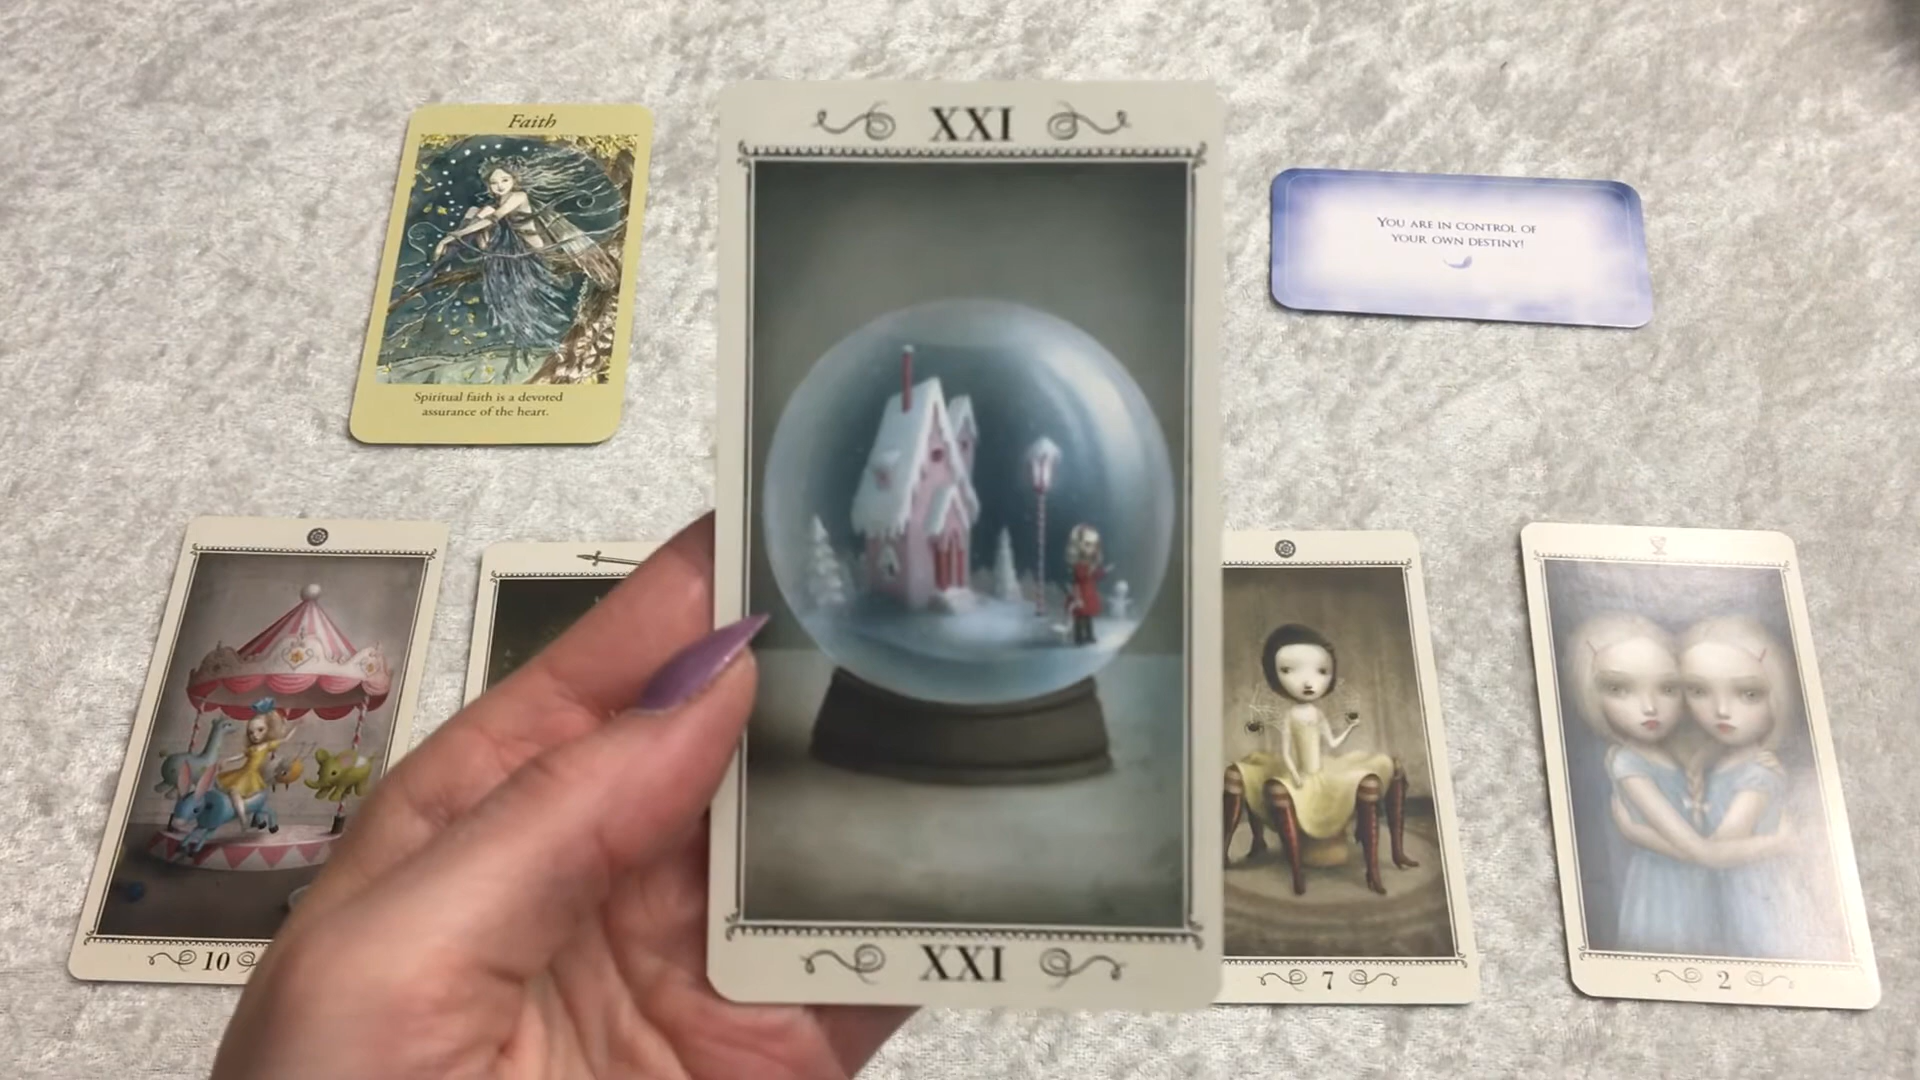 Faith
Spiritual faith is a devoted
assurance of the heart.
XXI
XXI
You are in control of
your own destiny!
10
7
2